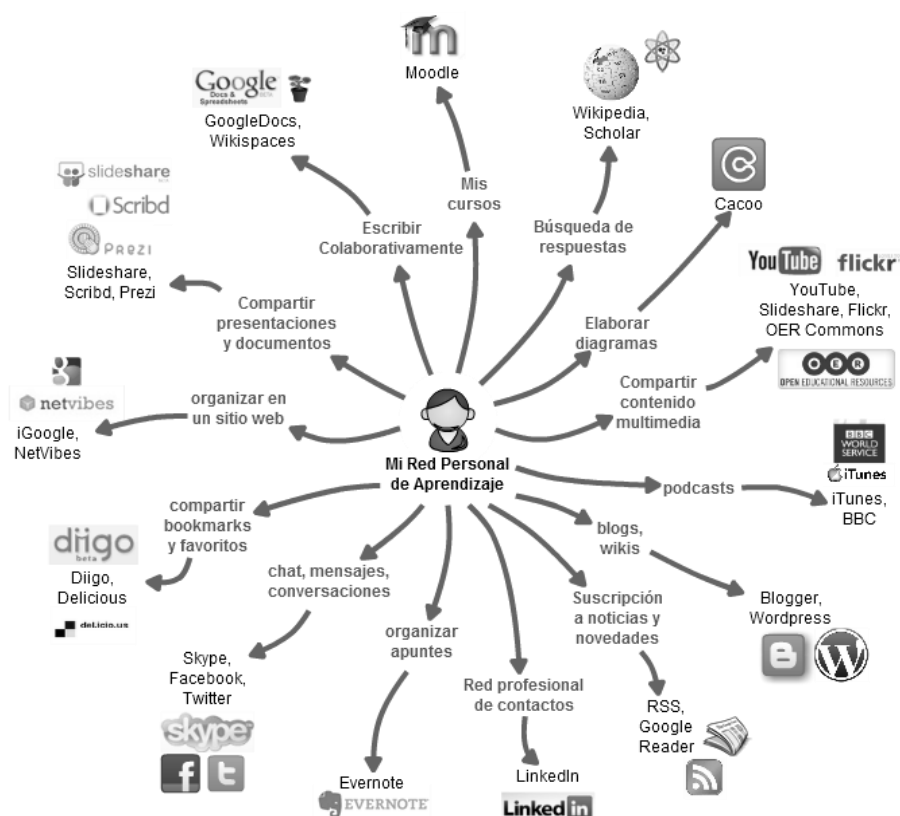 Mi Red Personal
de Aprendizaje
Mis
cursos
m
Moodle
Búsqueda de
respuestas
Wikipedia,
Scholar
Elaborar
diagramas
Cacoo
Compartir
contenido
multimedia
YouTube flickr
YouTube,
Slideshare, Flickr,
OER Commons
OER
OPEN EDUCATIONAL RESOURCES
podcasts
BBC
WORLD
SERVICE
iTunes
iTunes,
BBC
blogs,
wikis
Blogger,
Wordpress
B W
Suscripción
a noticias y
novedades
RSS,
Google
Reader
Red profesional
de contactos
LinkedIn
Linked in
organizar
apuntes
Evernote
EVERNOTE
chat, mensajes,
conversaciones
Skype,
Facebook,
Twitter
skype
f t
compartir
bookmarks
y favoritos
diigo
beta
Diigo,
Delicious
del.icio.us
organizar en
un sitio web
g
netvibes
iGoogle,
NetVibes
Compartir
presentaciones
y documentos
slideshare
Scribd
PREZI
Slideshare,
Scribd, Prezi
Escribir
Colaborativamente
Google
Docs &
Spreadsheets
BETA
GoogleDocs,
Wikispaces